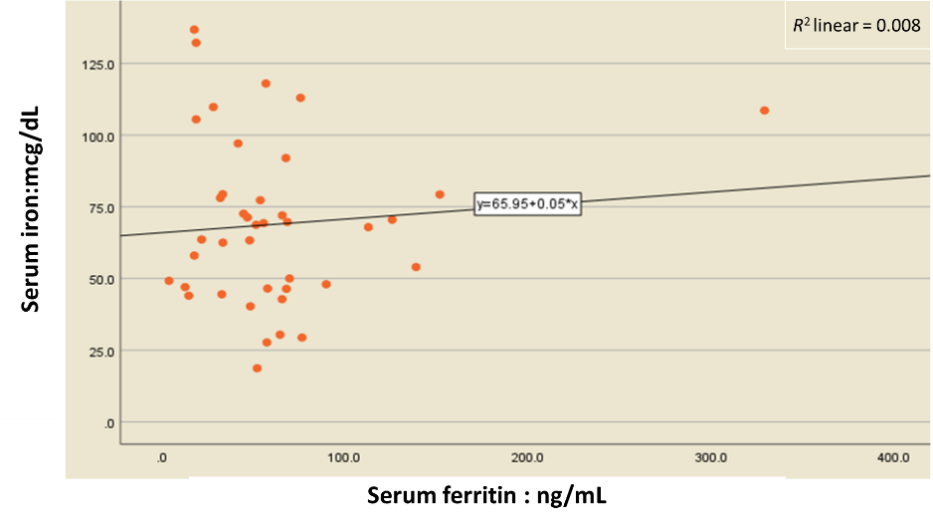 R² linear = 0.008
Serum iron:mcg/dL
125.0
100.0
75.0
50.0
25.0
.0
y=65.95+0.05*x
.0
100.0
200.0
300.0
400.0
Serum ferritin : ng/mL